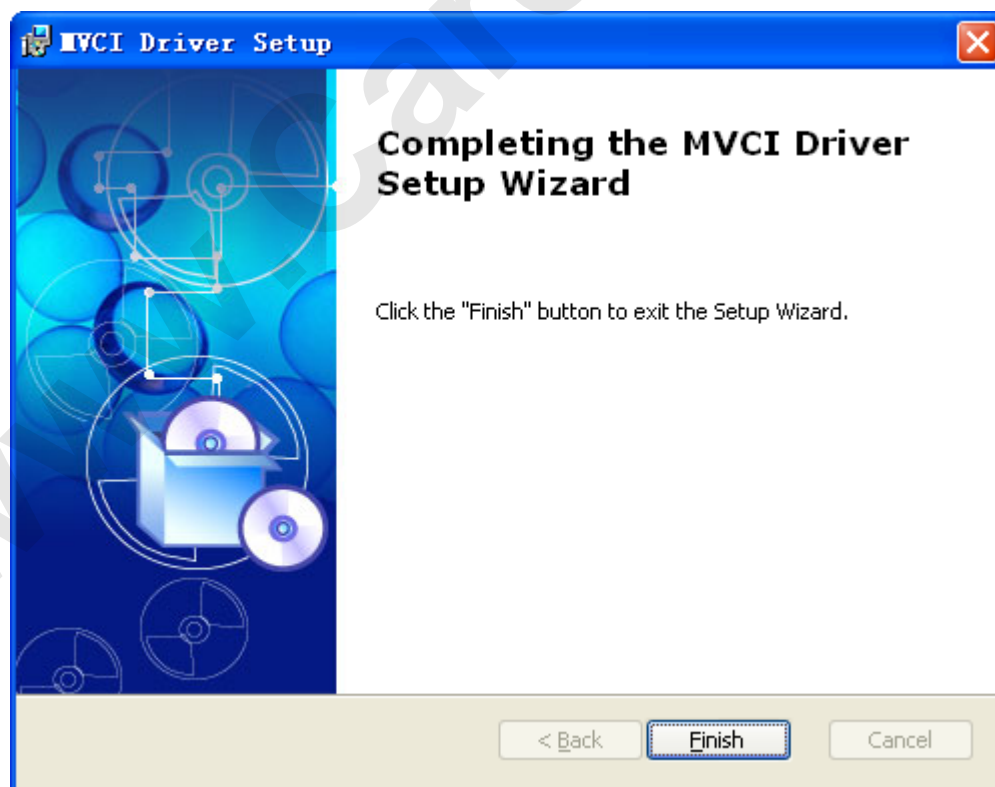 MVCI Driver Setup
Completing the MVCI Driver
Setup Wizard
Click the "Finish" button to exit the Setup Wizard.
< Back Finish Cancel